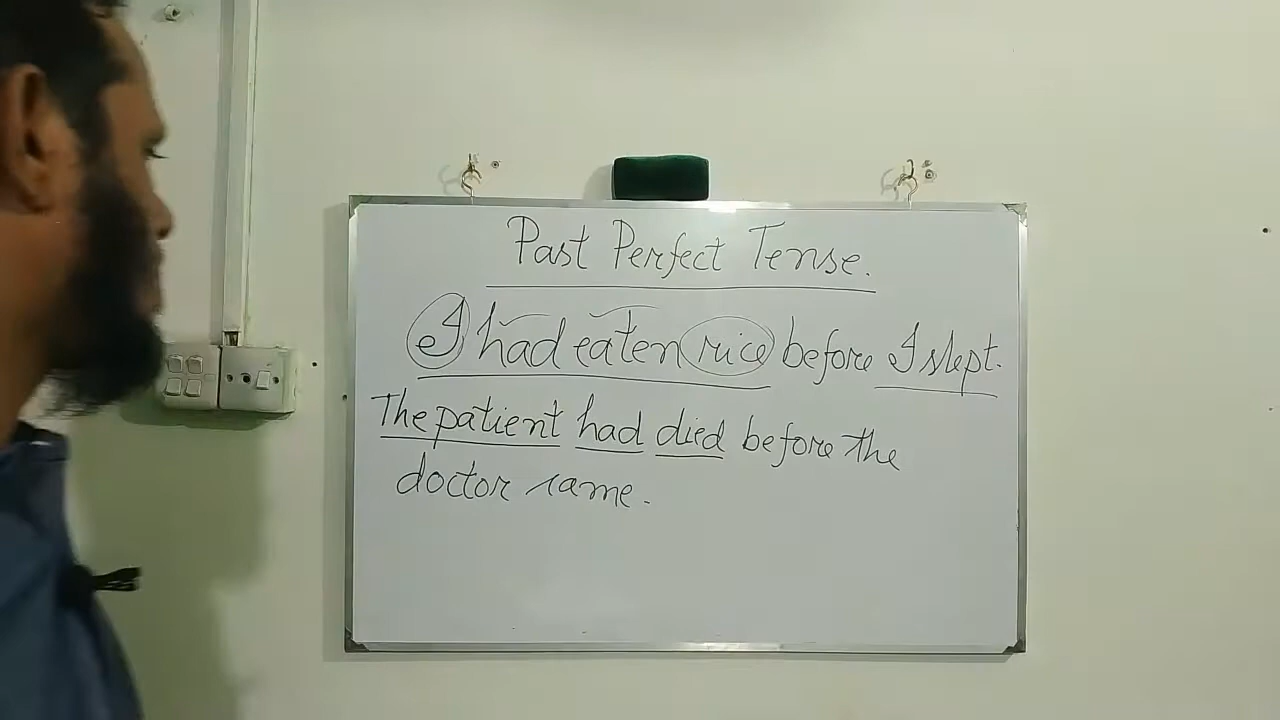 Past Perfect Tense.
I had eaten rice before I slept.
The patient had died before the
doctor came.